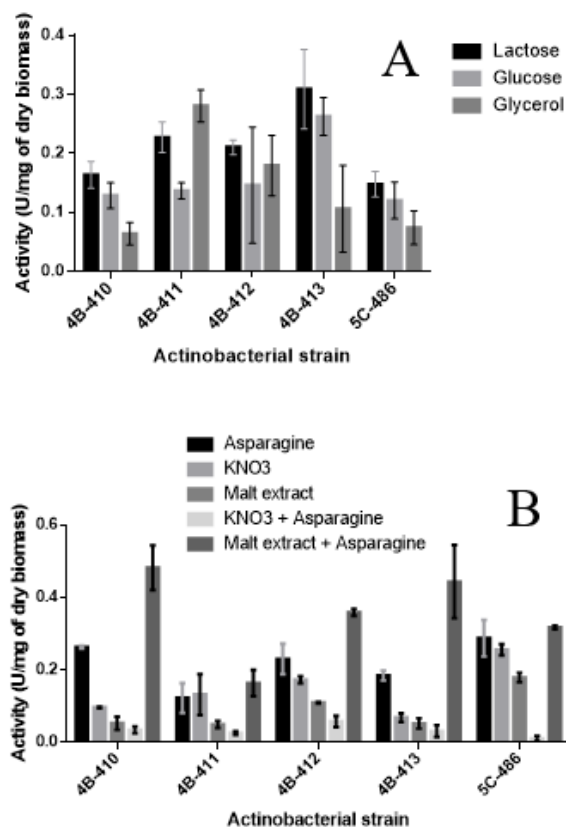 A
Lactose
Glucose
Glycerol
Activity (U/mg of dry biomass)
0.4
0.3
0.2
0.1
0.0
4B-410
4B-411
4B-412
4B-413
5C-486
Actinobacterial strain
Asparagine
KNO3
Malt extract
KNO3 + Asparagine
Malt extract + Asparagine
B
Activity (U/mg of dry biomass)
0.6
0.4
0.2
0.0
4B-410
4B-411
4B-412
4B-413
5C-486
Actinobacterial strain